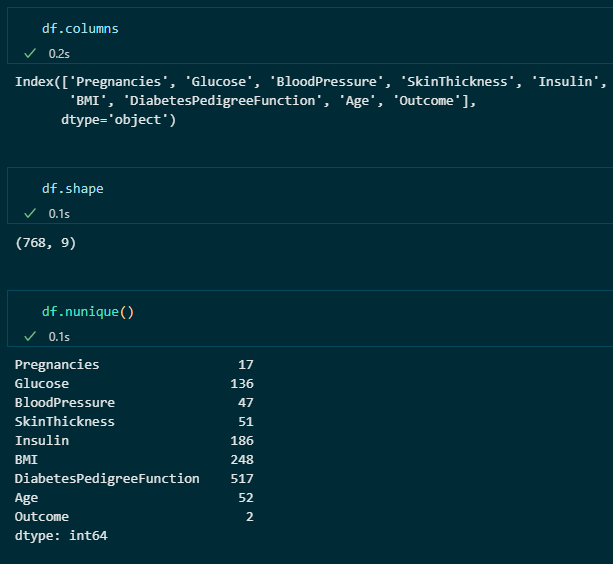 df.columns
0.2s
Index(['Pregnancies', 'Glucose', 'BloodPressure', 'SkinThickness', 'Insulin',
'BMI', 'DiabetesPedigreeFunction', 'Age', 'Outcome'],
dtype='object')
df.shape
0.1s
(768, 9)
df.nunique()
0.1s
Pregnancies 17
Glucose 136
BloodPressure 47
SkinThickness 51
Insulin 186
BMI 248
DiabetesPedigreeFunction 517
Age 52
Outcome 2
dtype: int64